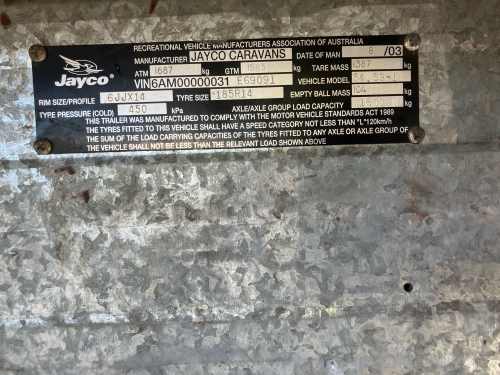 RECREATIONAL VEHICLE MANUFACTURERS ASSOCIATION OF AUSTRALIA
MANUFACTURER JAYCO CARAVANS DATE OF MAN 8 /03
Jayco ATM 1687 kg GTM kg TARE MASS 1387 kg
VIN 6AM00000031 E69091 VEHICLE MODEL
RIM SIZE/PROFILE 6JJX14 TYRE SIZE 185R14 EMPTY BALL MASS 104 kg
TYPE PRESSURE (COLD) 450 kPa AXLE/AXLE GROUP LOAD CAPACITY kg
THIS TRAILER WAS MANUFACTURED TO COMPLY WITH THE MOTOR VEHICLE STANDARDS ACT 1989
THE TYRES FITTED TO THIS VEHICLE SHALL HAVE A SPEED CATEGORY NOT LESS THAN "L"120km/h
THE SUM OF THE LOAD CARRYING CAPACITIES OF THE TYRES FITTED TO ANY AXLE OR AXLE GROUP OF
THE VEHICLE SHALL NOT BE LESS THAN THE RELEVANT LOAD SHOWN ABOVE